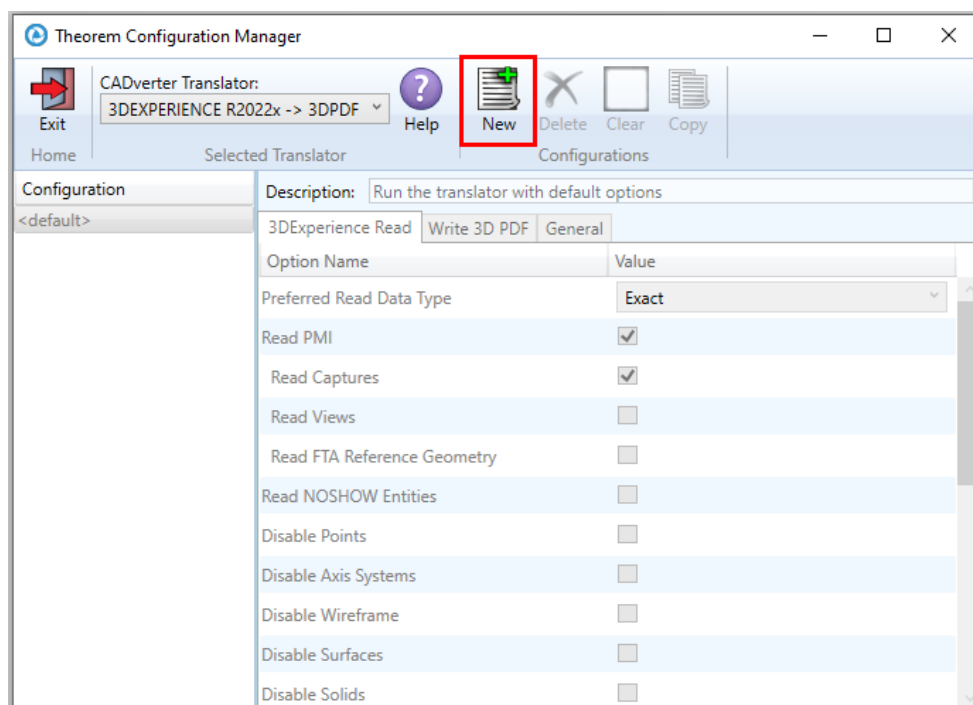 Theorem Configuration Manager
CADverter Translator:
3DEXPERIENCE R2022x -> 3DPDF
Exit
Help
New
Delete
Clear
Copy
Home
Selected Translator
Configurations
Configuration
Description: Run the translator with default options
<default>
3DExperience Read Write 3D PDF General
Option Name Value
Preferred Read Data Type Exact
Read PMI
Read Captures
Read Views
Read FTA Reference Geometry
Read NOSHOW Entities
Disable Points
Disable Axis Systems
Disable Wireframe
Disable Surfaces
Disable Solids